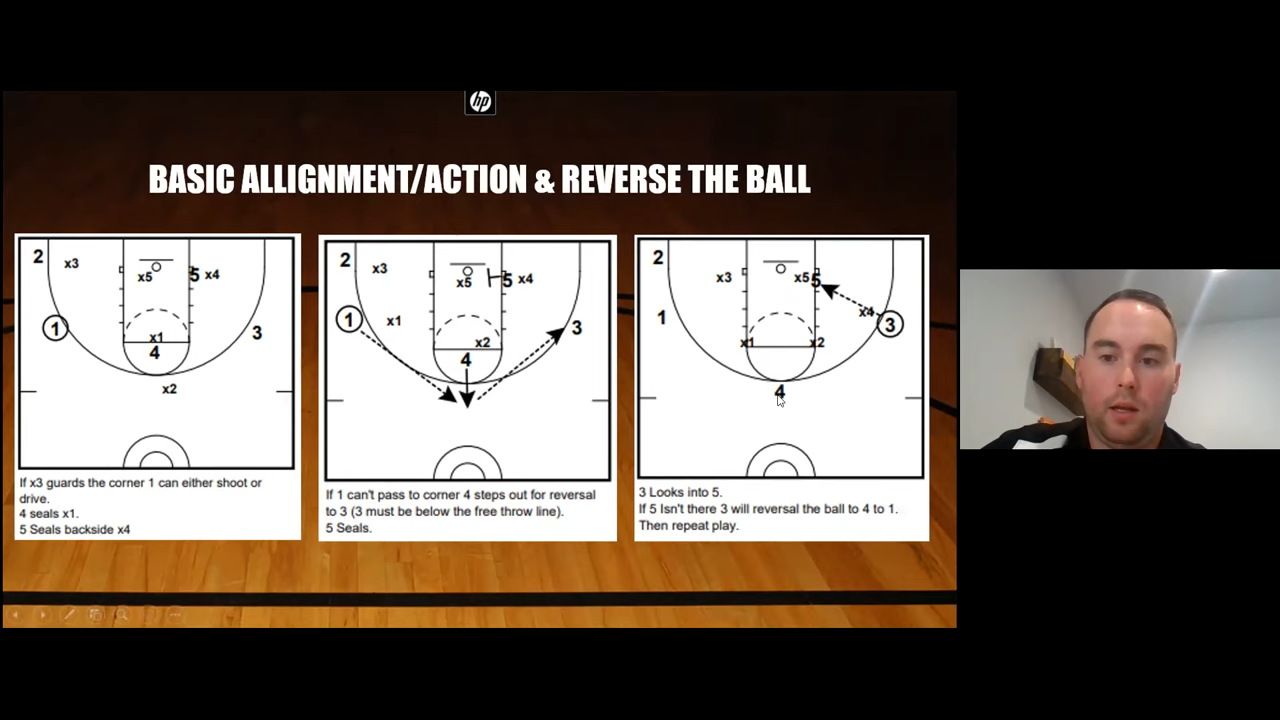 hp
BASIC ALLIGNMENT/ACTION & REVERSE THE BALL
2 x3 x5 5 x4
1 x1 3
4
x2
If x3 guards the corner 1 can either shoot or
drive.
4 seals x1.
5 Seals backside x4
2 x3 x5 5 x4
1 x1 3
x2
4
If 1 can't pass to corner 4 steps out for reversal
to 3 (3 must be below the free throw line).
5 Seals.
2 x3 x5 5
1 x4 3
x1 x2
4
3 Looks into 5.
If 5 Isn't there 3 will reversal the ball to 4 to 1.
Then repeat play.